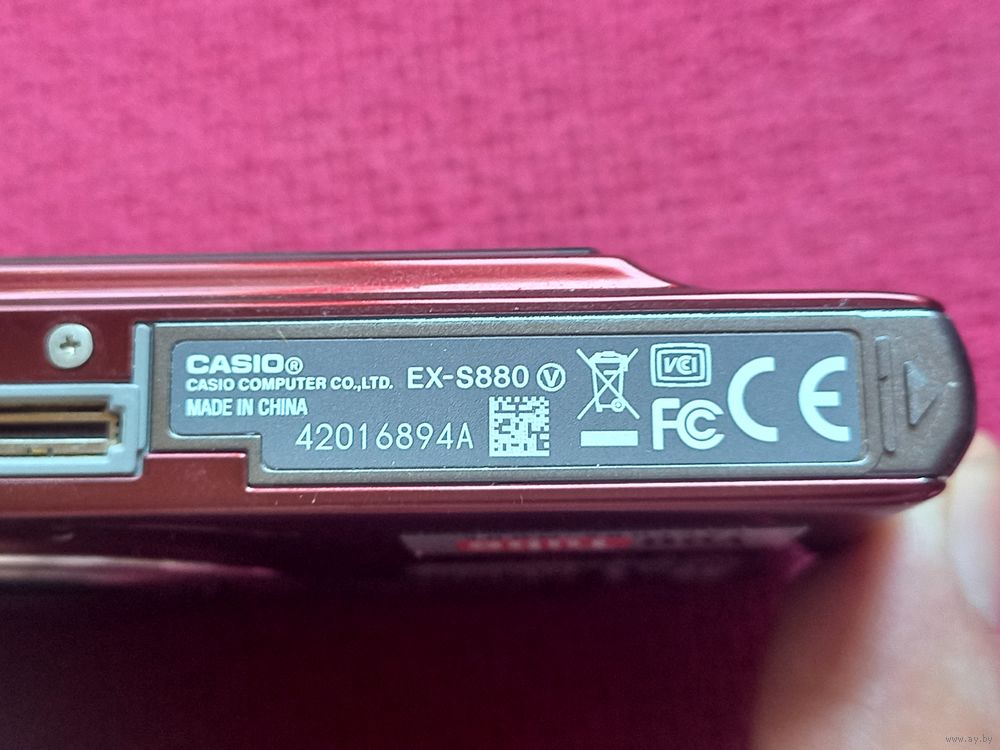 CASIO®
CASIO COMPUTER CO.,LTD. EX-S880 Ⓥ
MADE IN CHINA
42016894A
VCI
FC CE
www.ay.by